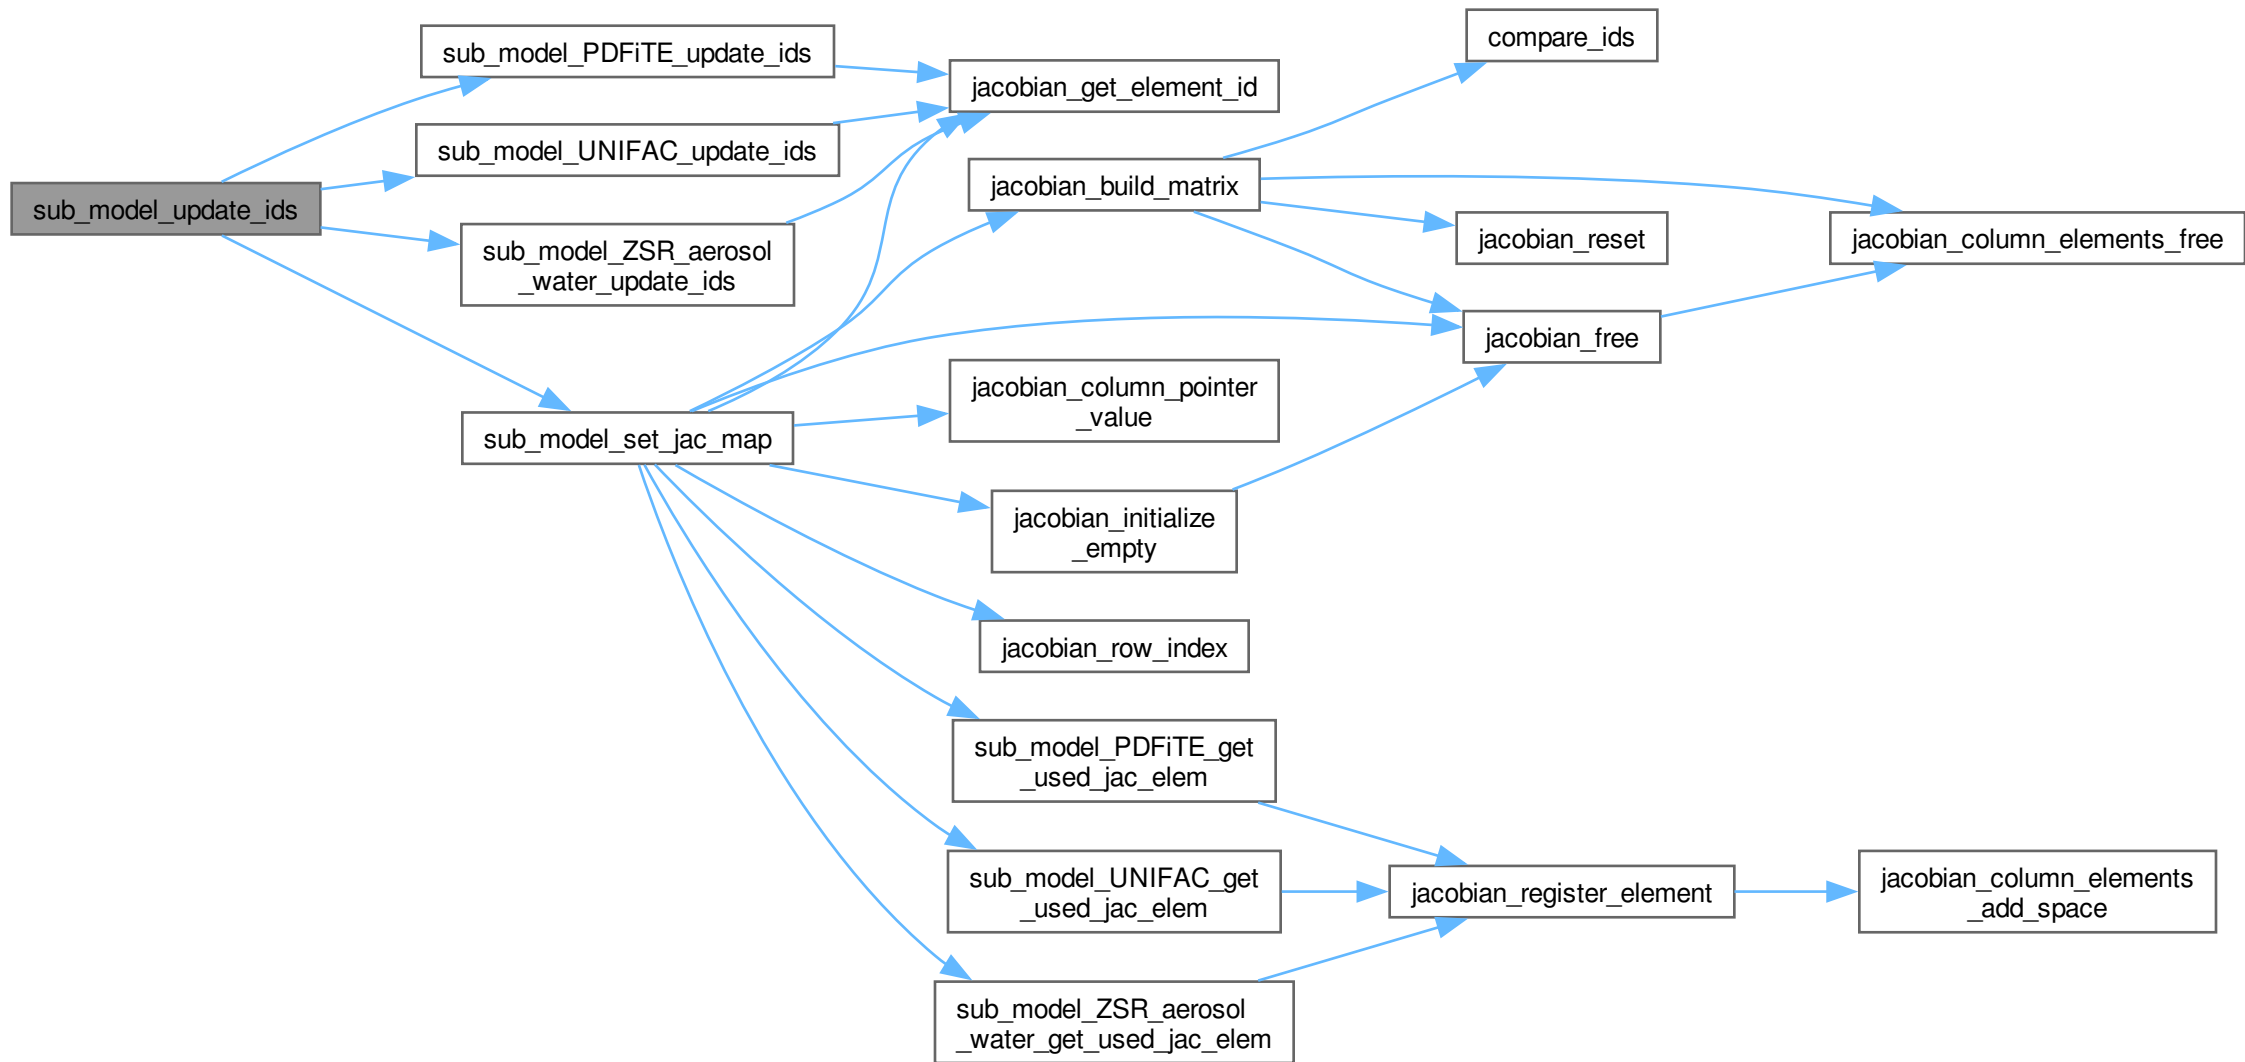 sub_model_update_ids
sub_model_PDFiTE_update_ids
sub_model_UNIFAC_update_ids
sub_model_ZSR_aerosol
_water_update_ids
sub_model_set_jac_map
jacobian_get_element_id
jacobian_build_matrix
jacobian_column_pointer
_value
jacobian_initialize
_empty
jacobian_row_index
sub_model_PDFiTE_get
_used_jac_elem
sub_model_UNIFAC_get
_used_jac_elem
sub_model_ZSR_aerosol
_water_get_used_jac_elem
compare_ids
jacobian_reset
jacobian_free
jacobian_register_element
jacobian_column_elements_free
jacobian_column_elements
_add_space